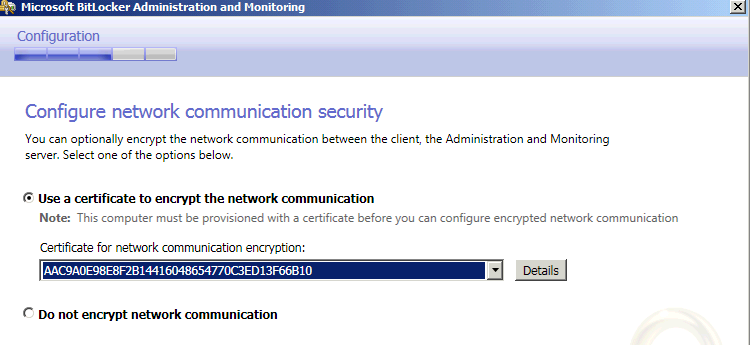 Microsoft BitLocker Administration and Monitoring
Configuration
Configure network communication security
You can optionally encrypt the network communication between the client, the Administration and Monitoring
server. Select one of the options below.
Use a certificate to encrypt the network communication
Note: This computer must be provisioned with a certificate before you can configure encrypted network communication
Certificate for network communication encryption:
AAC9A0E98E8F2B14416048654770C3ED13F66B10
Details
Do not encrypt network communication